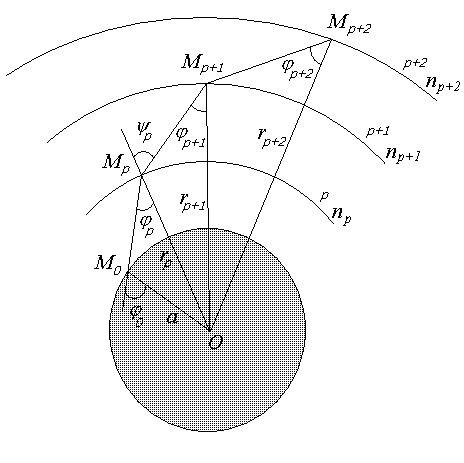 M_{p+2}
p+2
n_{p+2}
φ_{p+2}
M_{p+1}
p+1
n_{p+1}
r_{p+2}
ψ_p
φ_{p+1}
M_p
p
n_p
r_{p+1}
φ_p
M_0
r_p
φ_0
a
O